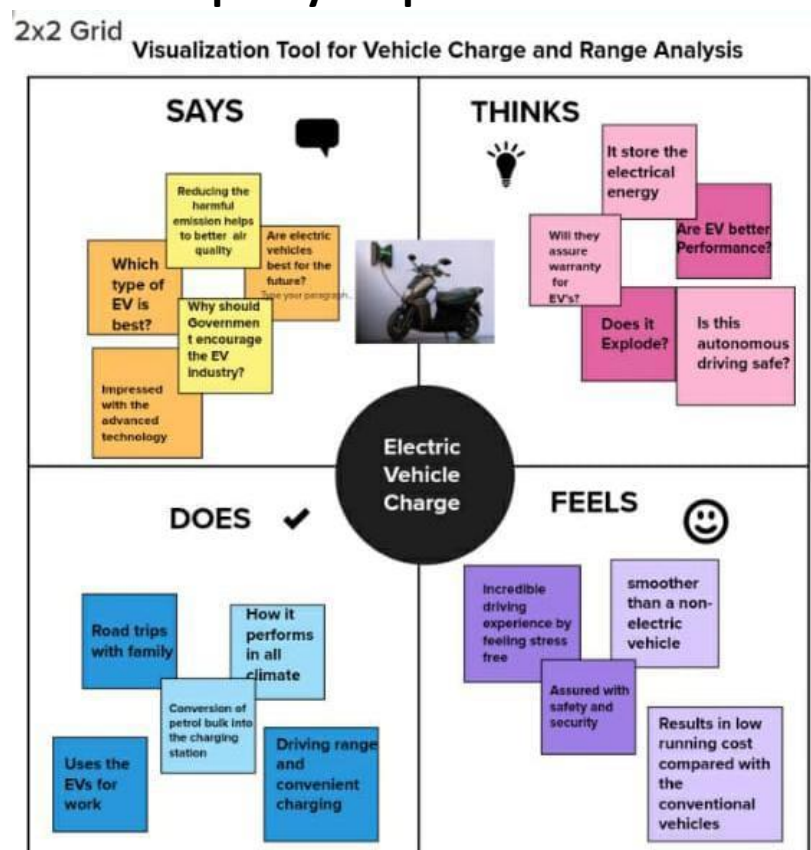 2x2 Grid
Visualization Tool for Vehicle Charge and Range Analysis
SAYS
Reducing the
harmful
emission helps
to better air
quality
Which
type of
EV is
best?
Are electric
vehicles
best for the
future?
Type your paragraph...
Why should
Governmen
t encourage
the EV
industry?
Impressed
with the
advanced
technology
THINKS
It store the
electrical
energy
Are EV better
Performance?
Will they
assure
warranty
for
EV's?
Does it
Explode?
Is this
autonomous
driving safe?
Electric
Vehicle
Charge
DOES
Road trips
with family
How it
performs
in all
climate
Conversion of
petrol bulk into
the charging
station
Uses the
EVs for
work
Driving range
and
convenient
charging
FEELS
Incredible
driving
experience by
feeling stress
free
smoother
than a non-
electric
vehicle
Assured with
safety and
security
Results in low
running cost
compared with
the
conventional
vehicles